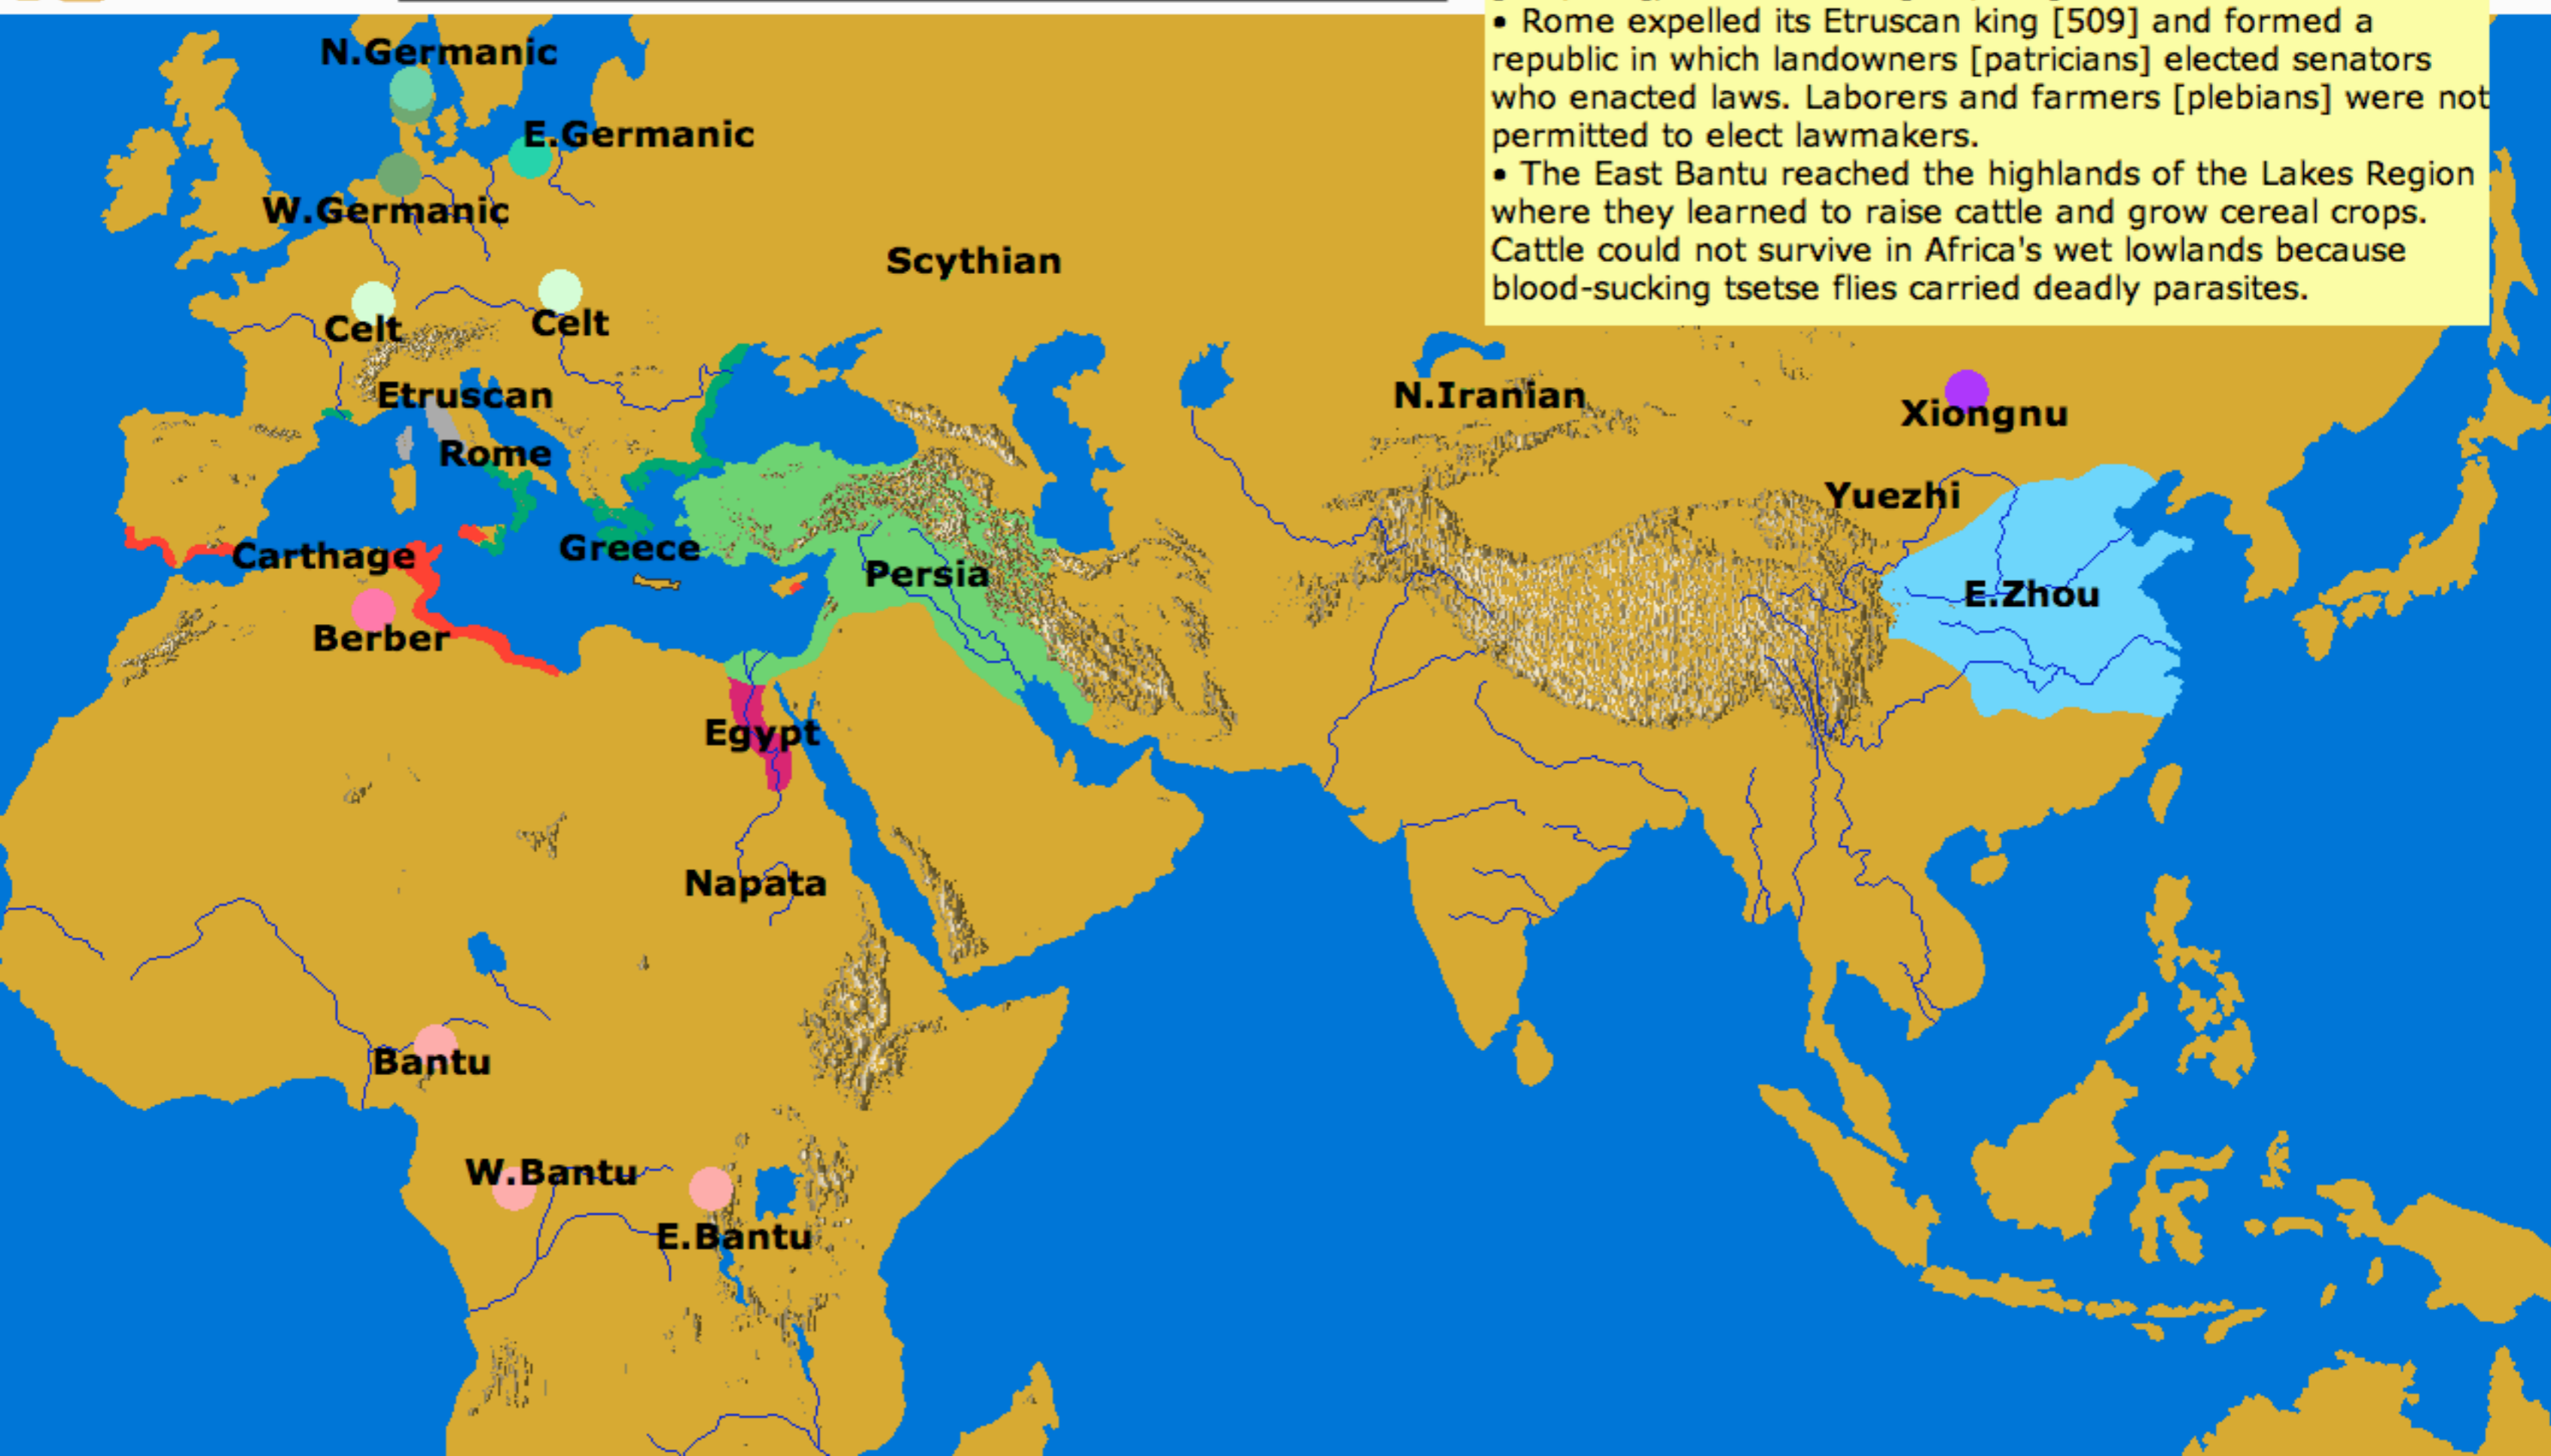 • Rome expelled its Etruscan king [509] and formed a
republic in which landowners [patricians] elected senators
who enacted laws. Laborers and farmers [plebians] were not
permitted to elect lawmakers.
• The East Bantu reached the highlands of the Lakes Region
where they learned to raise cattle and grow cereal crops.
Cattle could not survive in Africa's wet lowlands because
blood-sucking tsetse flies carried deadly parasites.
N.Germanic
E.Germanic
W.Germanic
Scythian
Celt
Celt
Etruscan
N.Iranian
Xiongnu
Rome
Yuezhi
Carthage
Greece
Persia
E.Zhou
Berber
Egypt
Napata
Bantu
W.Bantu
E.Bantu